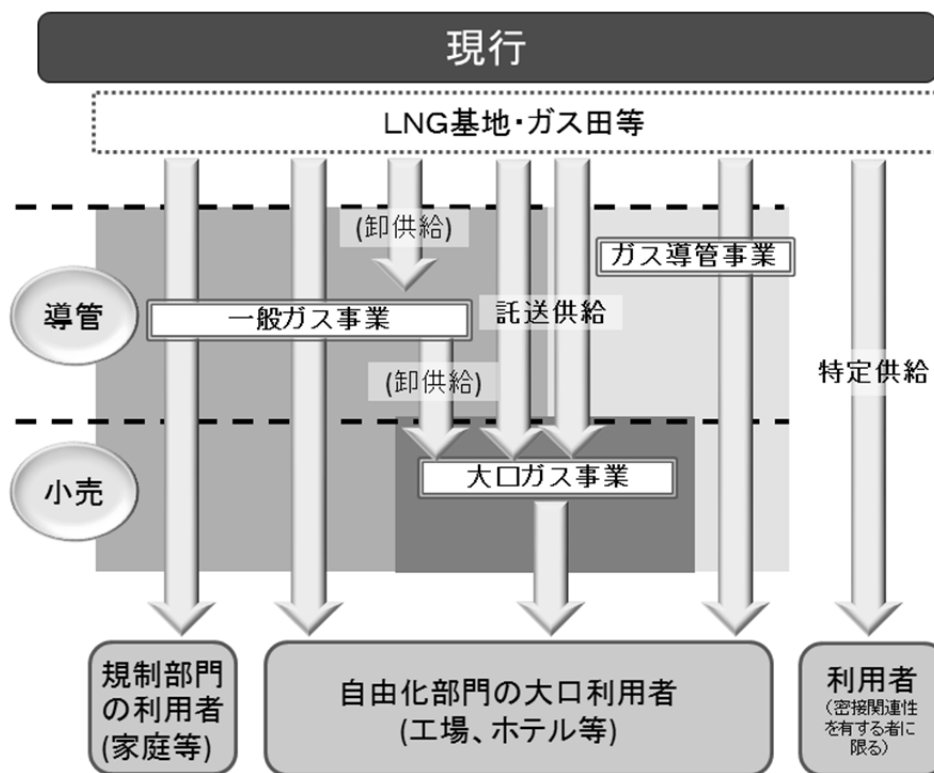 現行
LNG基地・ガス田等
(卸供給)
ガス導管事業
導管
一般ガス事業
託送供給
(卸供給)
特定供給
小売
大口ガス事業
規制部門
の利用者
(家庭等)
自由化部門の大口利用者
(工場、ホテル等)
利用者
(密接関連性
を有する者に
限る)